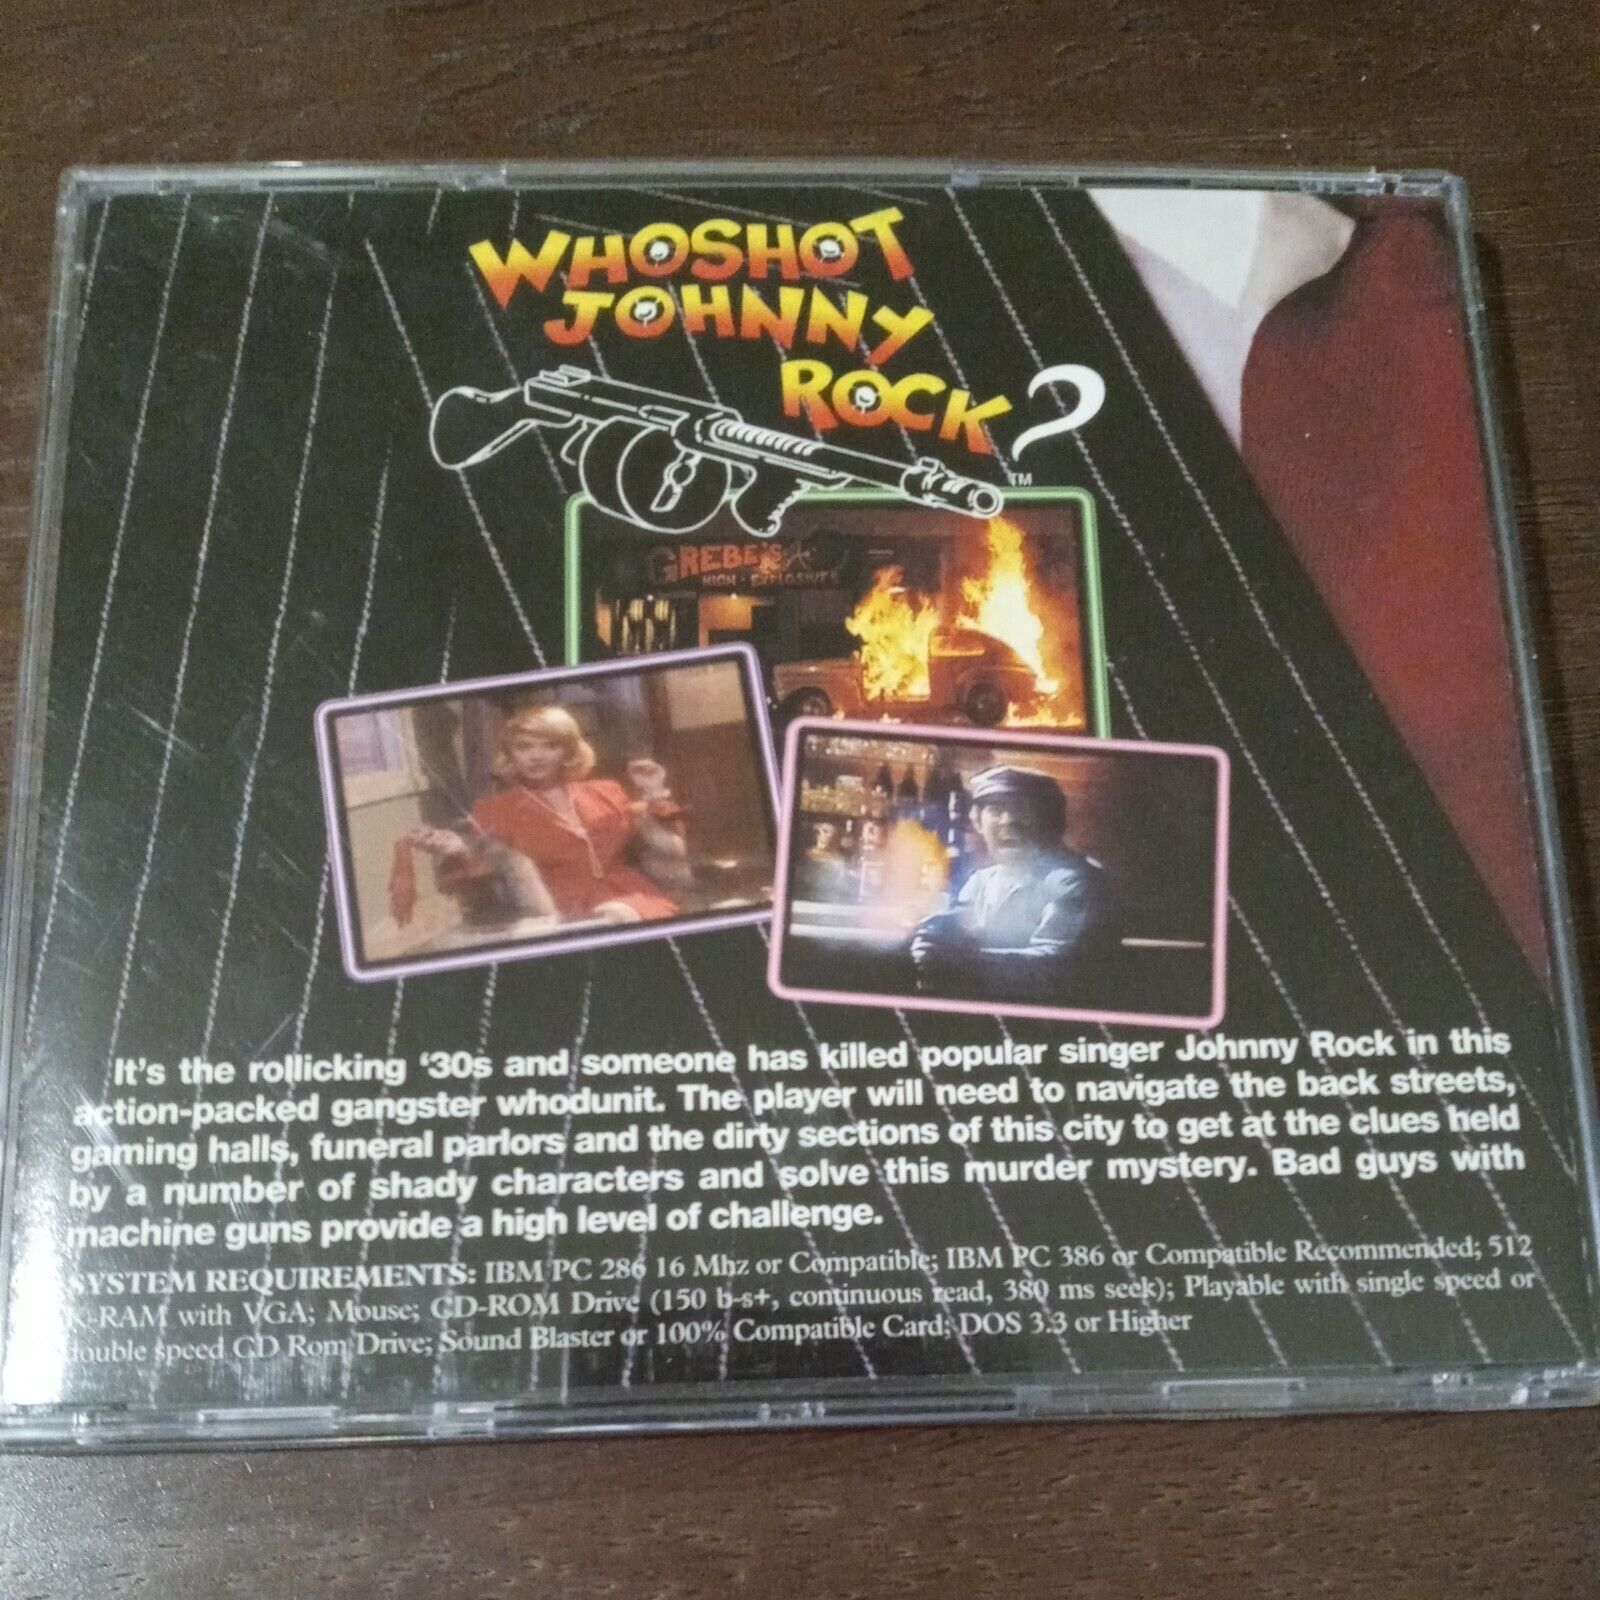 WHO SHOT
JOHNNY
ROCK?
TM
GREBE'S
HIGH · EXPLOSIVES
It's the rollicking '30s and someone has killed popular singer Johnny Rock in this
action-packed gangster whodunit. The player will need to navigate the back streets,
gaming halls, funeral parlors and the dirty sections of this city to get at the clues held
by a number of shady characters and solve this murder mystery. Bad guys with
machine guns provide a high level of challenge.
SYSTEM REQUIREMENTS: IBM PC 286 16 Mhz or Compatible; IBM PC 386 or Compatible Recommended; 512
K-RAM with VGA; Mouse; CD-ROM Drive (150 b-s+, continuous read, 380 ms seek); Playable with single speed or
double speed CD Rom Drive; Sound Blaster or 100% Compatible Card; DOS 3.3 or Higher